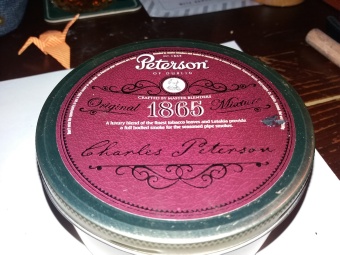 Peterson
OF DUBLIN
CRAFTED BY MASTER BLENDERS
Original 1865 Mixture
A luxury blend of the finest tobacco leaves and Latakia provide
a full bodied smoke for the seasoned pipe smoker.
Charles Peterson